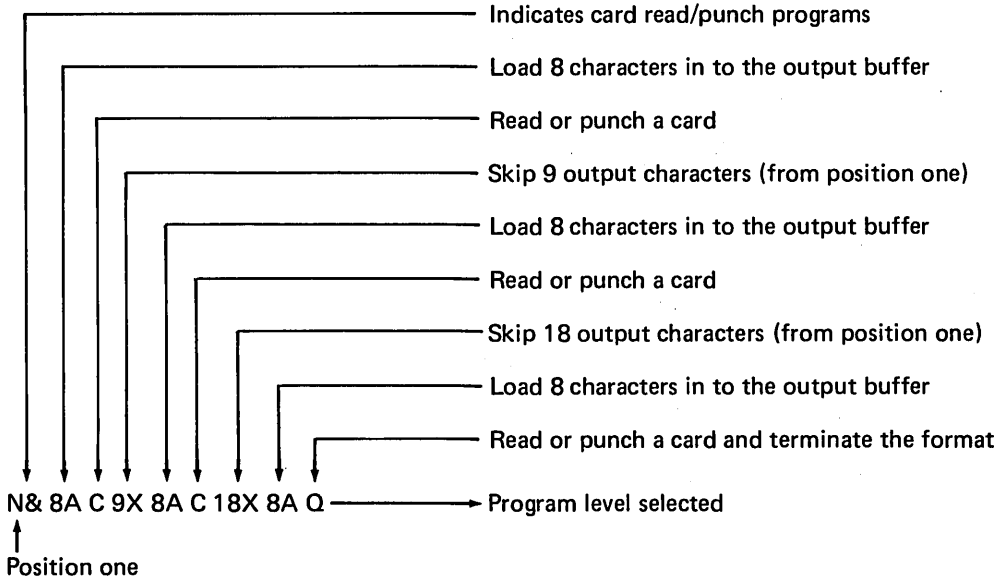 Indicates card read/punch programs
Load 8 characters in to the output buffer
Read or punch a card
Skip 9 output characters (from position one)
Load 8 characters in to the output buffer
Read or punch a card
Skip 18 output characters (from position one)
Load 8 characters in to the output buffer
Read or punch a card and terminate the format
N& 8A C 9X 8A C 18X 8A Q Program level selected
Position one